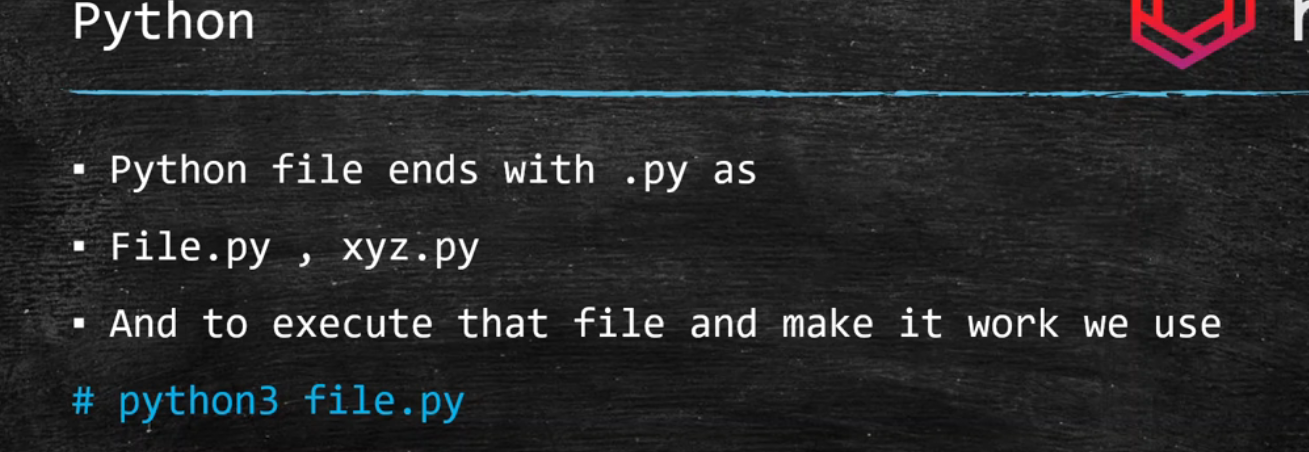 Python
▪ Python file ends with .py as
▪ File.py , xyz.py
▪ And to execute that file and make it work we use
# python3 file.py